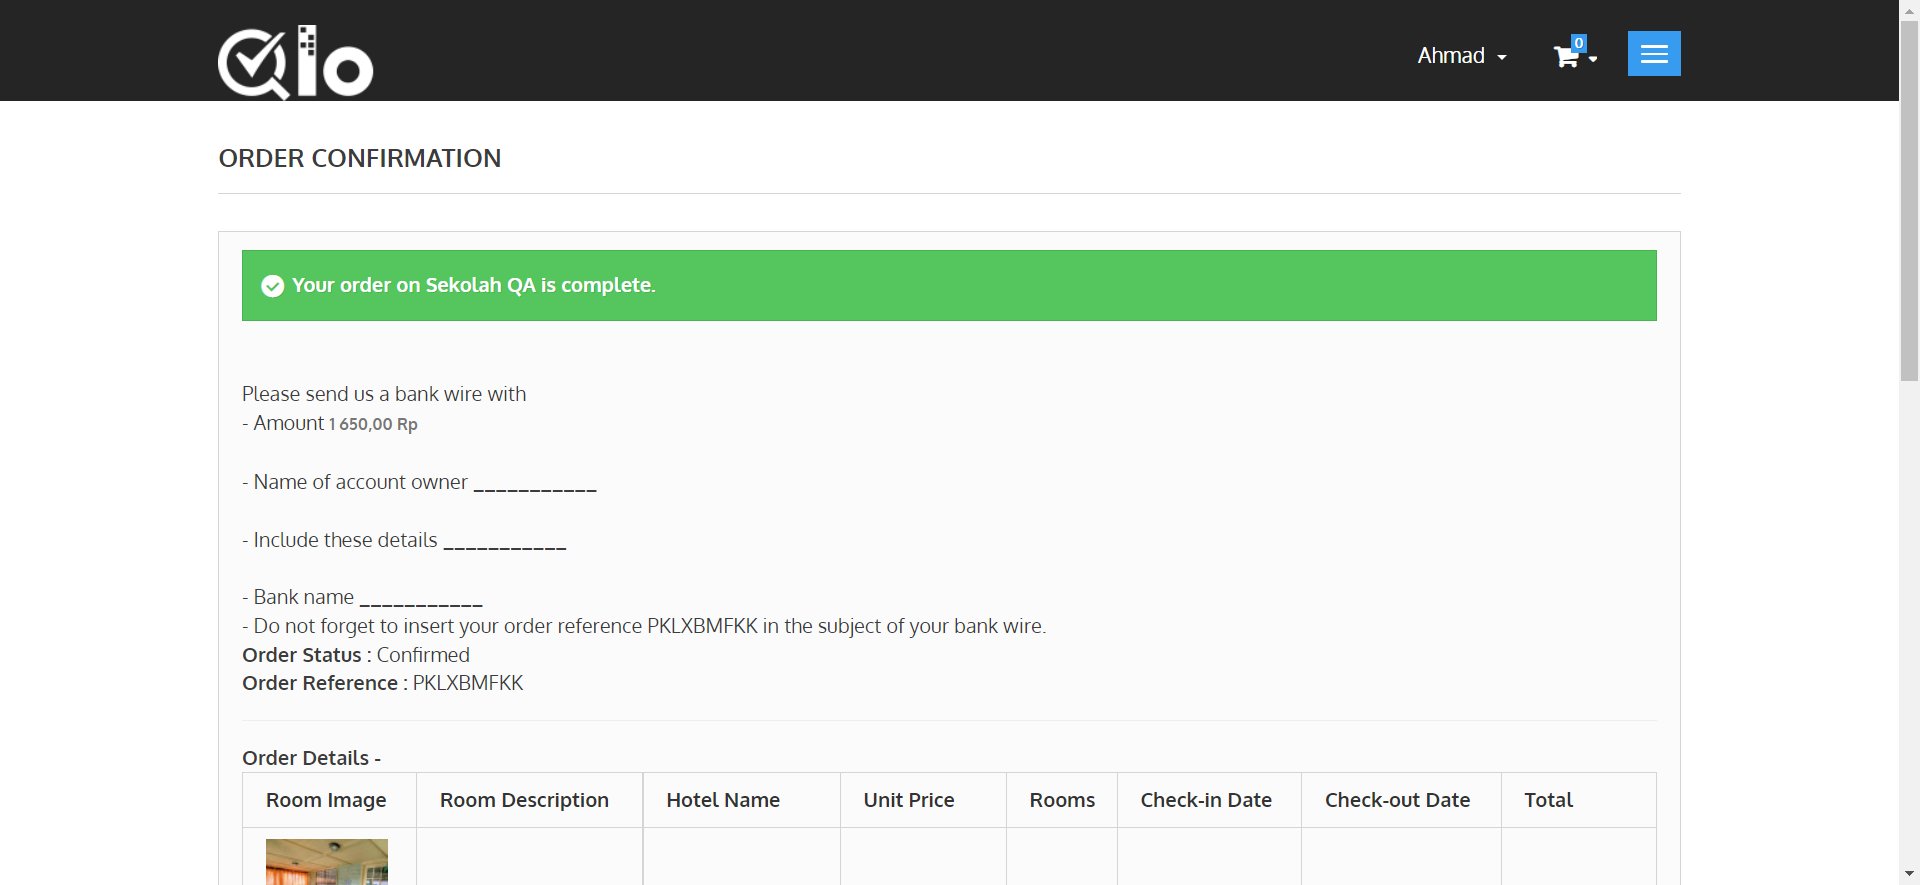 Qlo
Ahmad
0
ORDER CONFIRMATION
Your order on Sekolah QA is complete.
Please send us a bank wire with
- Amount 1 650,00 Rp
- Name of account owner ___________
- Include these details ___________
- Bank name ___________
- Do not forget to insert your order reference PKLXBMFKK in the subject of your bank wire.
Order Status : Confirmed
Order Reference : PKLXBMFKK
Order Details -
Room Image Room Description Hotel Name Unit Price Rooms Check-in Date Check-out Date Total